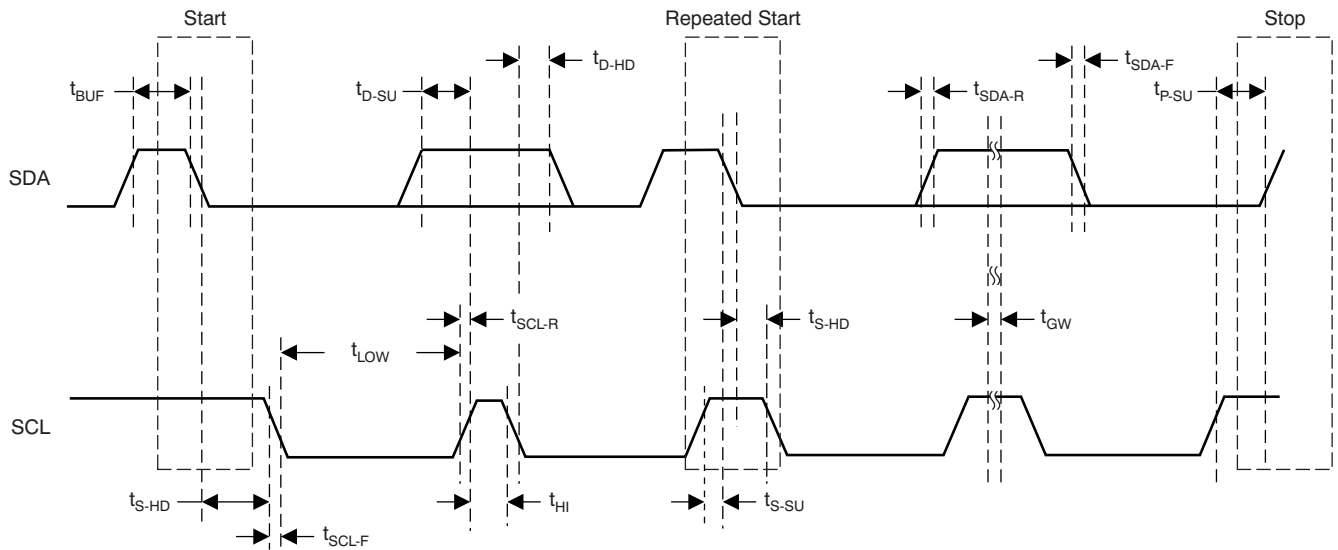 Start
Repeated Start
Stop
t_BUF
t_D-SU
t_D-HD
t_SDA-R
t_SDA-F
t_P-SU
SDA
t_SCL-R
t_S-HD
t_GW
t_LOW
SCL
t_S-HD
t_SCL-F
t_HI
t_S-SU